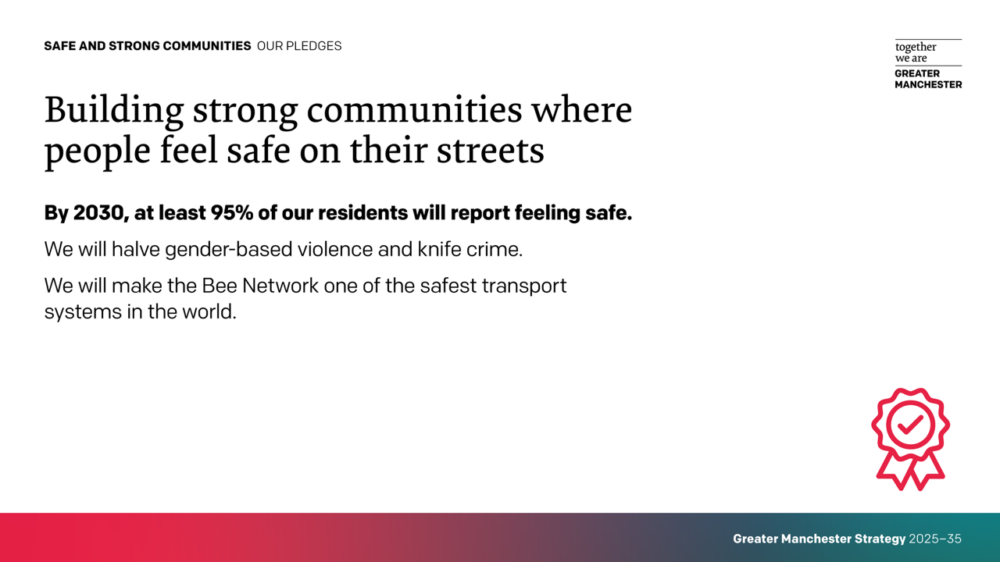 SAFE AND STRONG COMMUNITIES OUR PLEDGES
together
we are
GREATER
MANCHESTER
Building strong communities where
people feel safe on their streets
By 2030, at least 95% of our residents will report feeling safe.
We will halve gender-based violence and knife crime.
We will make the Bee Network one of the safest transport
systems in the world.
Greater Manchester Strategy 2025–35